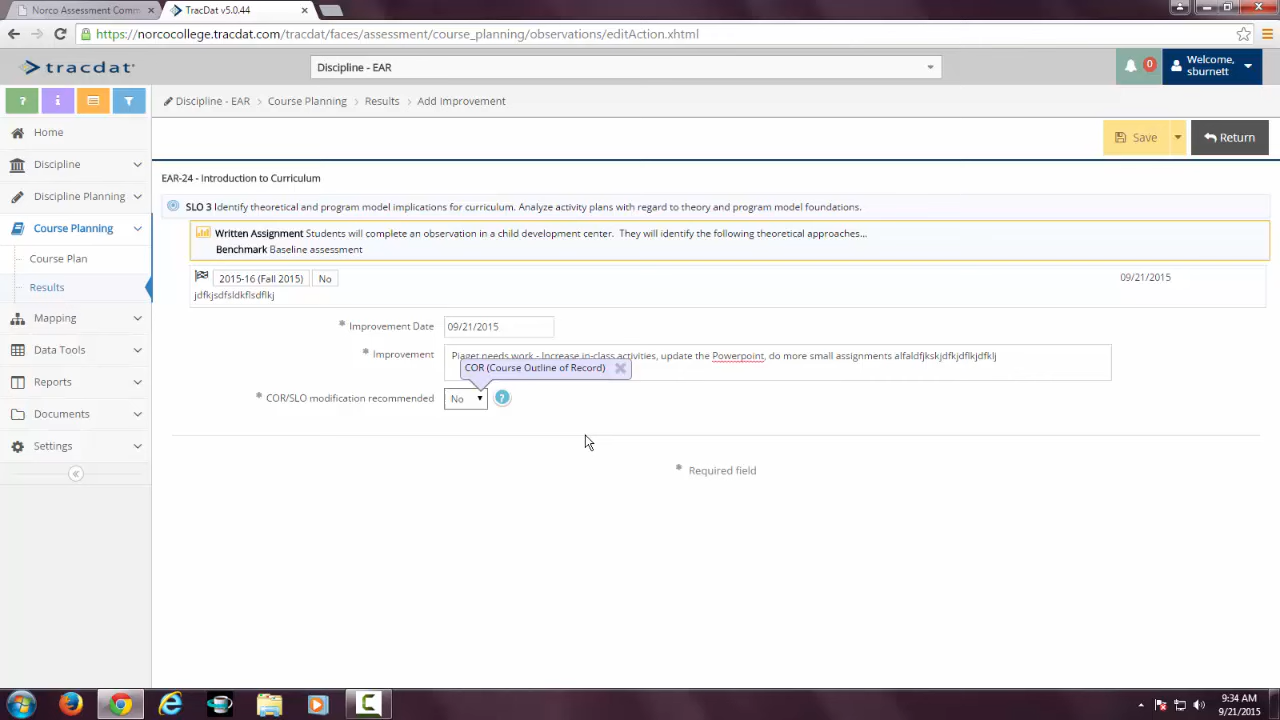 Norco Assessment Comm
TracDat v5.0.44
https://norcocollege.tracdat.com/tracdat/faces/assessment/course_planning/observations/editAction.xhtml
tracdat
Discipline - EAR
0
Welcome,
sburnett
?
i
Discipline - EAR > Course Planning > Results > Add Improvement
Home
Discipline
Discipline Planning
Course Planning
Course Plan
Results
Mapping
Data Tools
Reports
Documents
Settings
Save
Return
EAR-24 - Introduction to Curriculum
SLO 3 Identify theoretical and program model implications for curriculum. Analyze activity plans with regard to theory and program model foundations.
Written Assignment Students will complete an observation in a child development center. They will identify the following theoretical approaches...
Benchmark Baseline assessment
2015-16 (Fall 2015) No 09/21/2015
jdfkjsdfsldkflsdflkj
* Improvement Date 09/21/2015
* Improvement Piaget needs work - Increase in-class activities, update the Powerpoint, do more small assignments alfaldfjkskjdfkjdflkjdfklj
COR (Course Outline of Record)
* COR/SLO modification recommended No ?
* Required field
9:34 AM
9/21/2015